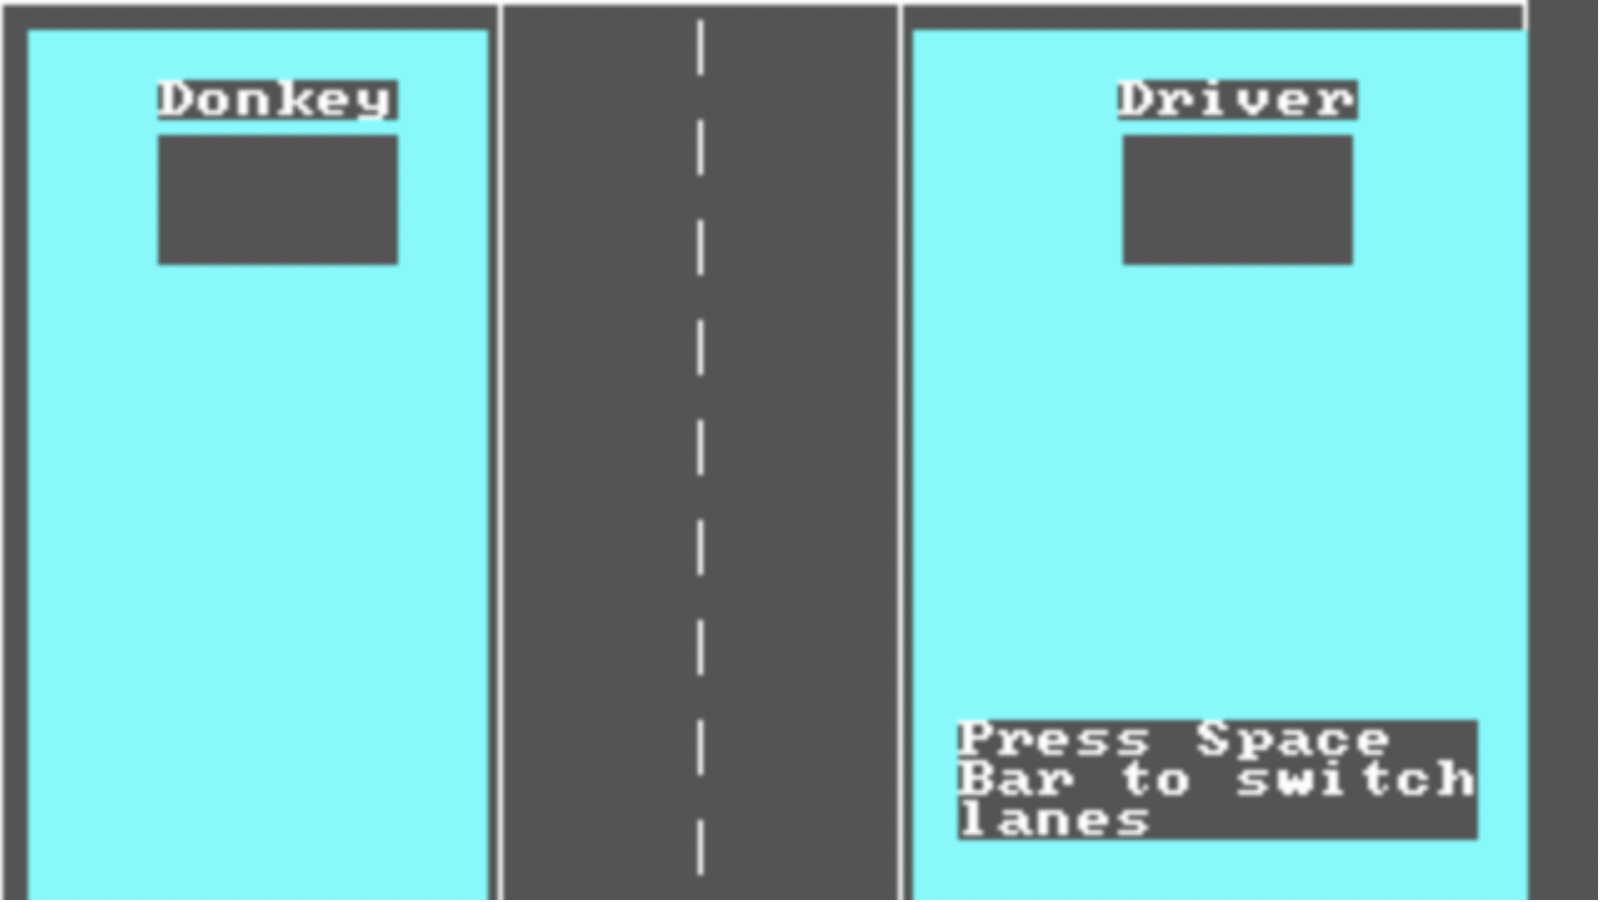 Donkey
Driver
Press Space
Bar to switch
lanes